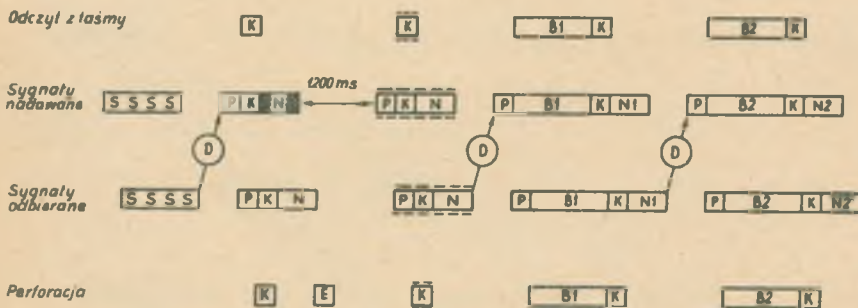 Odczyt z taśmy K K B1 K B2 K
Sygnały nadawane S S S S P K N 1200 ms P K N P B1 K N1 P B2 K N2
D D D
Sygnały odbierane S S S S P K N P K N P B1 K N1 P B2 K N2
Perforacja K E K B1 K B2 K